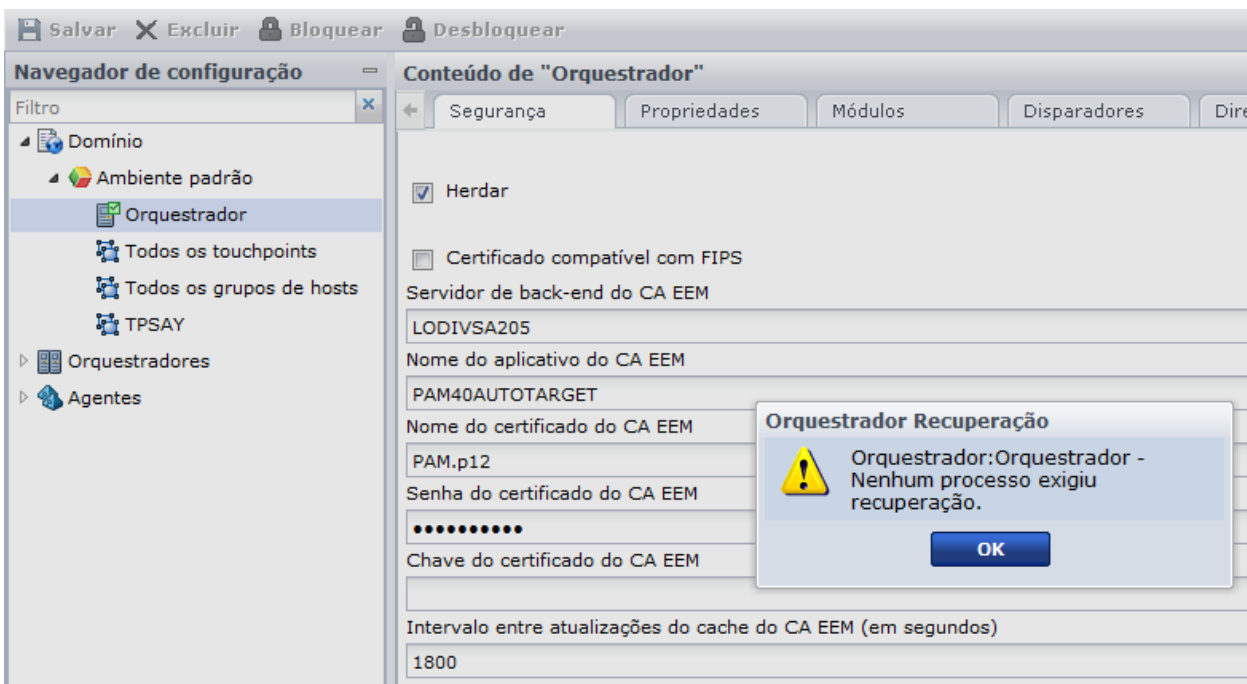 Salvar Excluir Bloquear Desbloquear
Navegador de configuração
Filtro
Domínio
Ambiente padrão
Orquestrador
Todos os touchpoints
Todos os grupos de hosts
TPSAY
Orquestradores
Agentes
Conteúdo de "Orquestrador"
Segurança Propriedades Módulos Disparadores Dire
Herdar
Certificado compatível com FIPS
Servidor de back-end do CA EEM
LODIVSA205
Nome do aplicativo do CA EEM
PAM40AUTOTARGET
Nome do certificado do CA EEM
PAM.p12
Senha do certificado do CA EEM
••••••••••
Chave do certificado do CA EEM
Intervalo entre atualizações do cache do CA EEM (em segundos)
1800
Orquestrador Recuperação
Orquestrador:Orquestrador -
Nenhum processo exigiu
recuperação.
OK